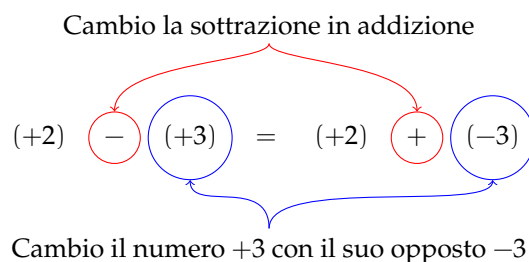 Cambio la sottrazione in addizione
(+2) − (+3) = (+2) + (−3)
Cambio il numero +3 con il suo opposto −3